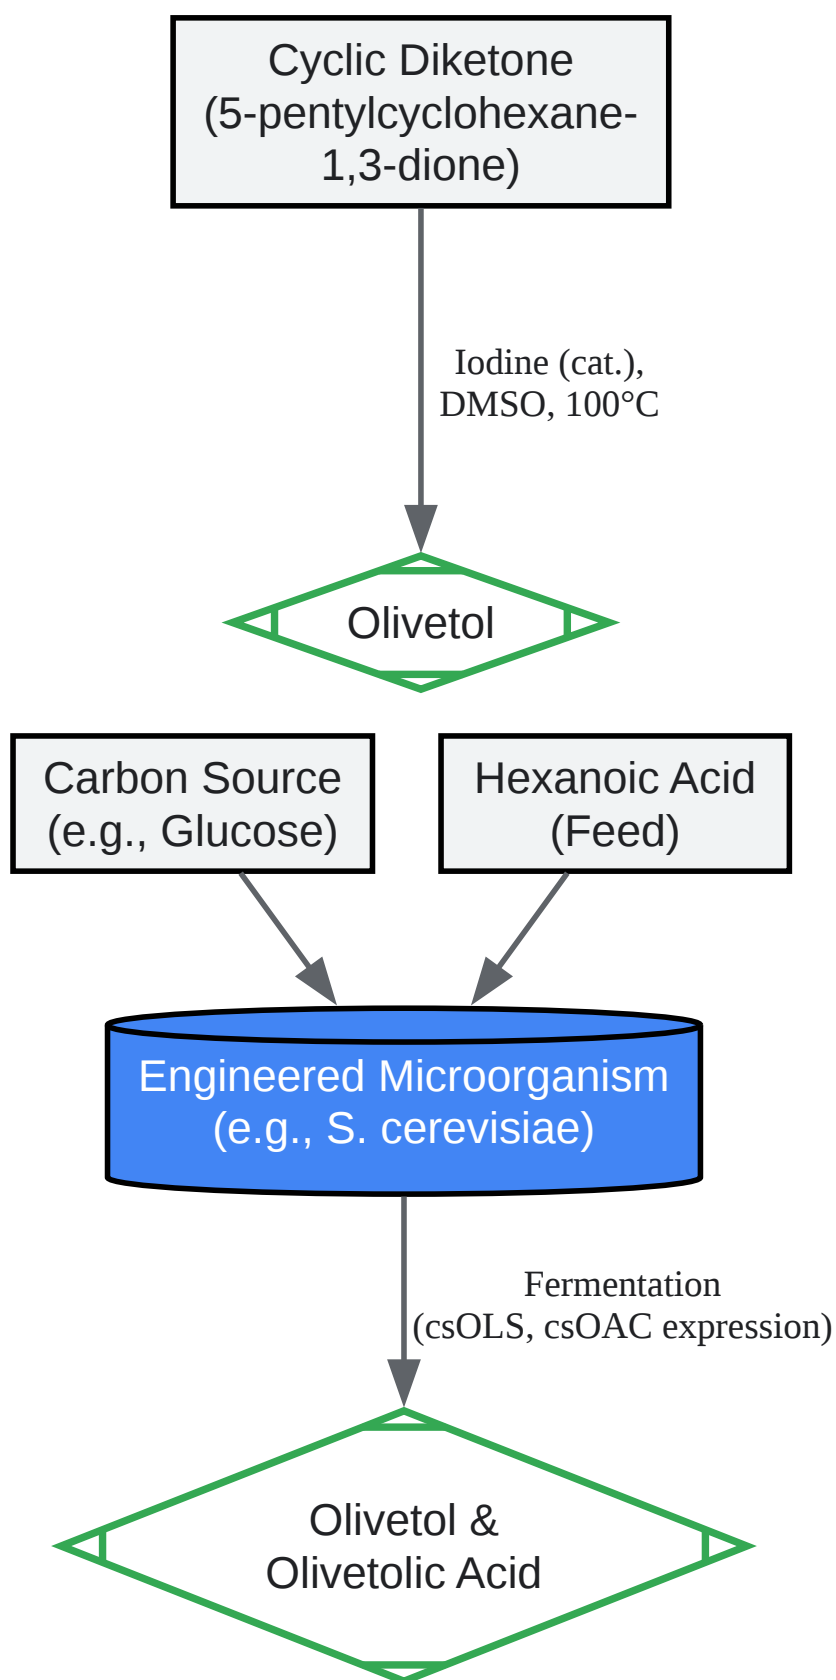 Cyclic Diketone
(5-pentylcyclohexane-
1,3-dione)
Iodine (cat.),
DMSO, 100°C
Olivetol
Carbon Source
(e.g., Glucose)
Hexanoic Acid
(Feed)
Engineered Microorganism
(e.g., S. cerevisiae)
Fermentation
(csOLS, csOAC expression)
Olivetol &
Olivetolic Acid